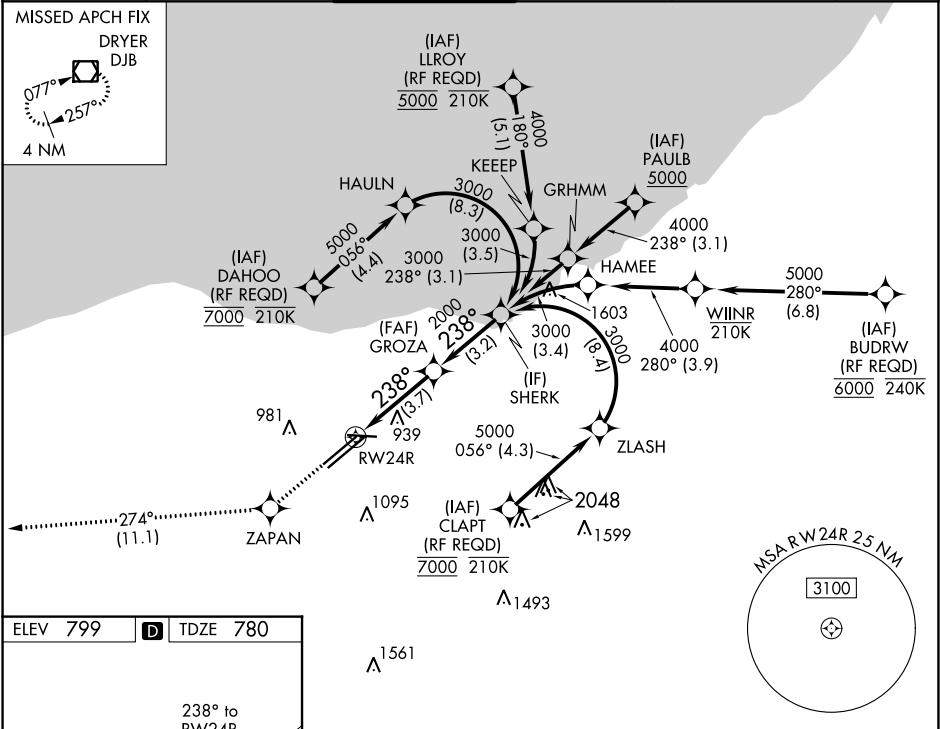 MISSED APCH FIX
DRYER
DJB
077°
257°
4 NM
(IAF)
LLROY
(RF REQD)
5000 210K
4000
180°
(5.1)
KEEEP
GRHMM
(IAF)
PAULB
5000
4000
238° (3.1)
HAULN
3000
(8.3)
5000
056°
(4.4)
(IAF)
DAHOO
(RF REQD)
7000 210K
3000
(3.5)
3000
238° (3.1)
HAMEE
1603
WIINR
210K
5000
280°
(6.8)
4000
280° (3.9)
(IAF)
BUDRW
(RF REQD)
6000 240K
(FAF)
GROZA
2000
238°
(3.2)
3000
(3.4)
3000
(8.4)
(IF)
SHERK
238°
(3.7)
981
939
RW24R
5000
056° (4.3)
ZLASH
1095
(IAF)
CLAPT
(RF REQD)
7000 210K
2048
1599
274°
(11.1)
ZAPAN
MSA RW24R 25 NM
3100
1493
1561
ELEV 799
D
TDZE 780
238° to
RW24R